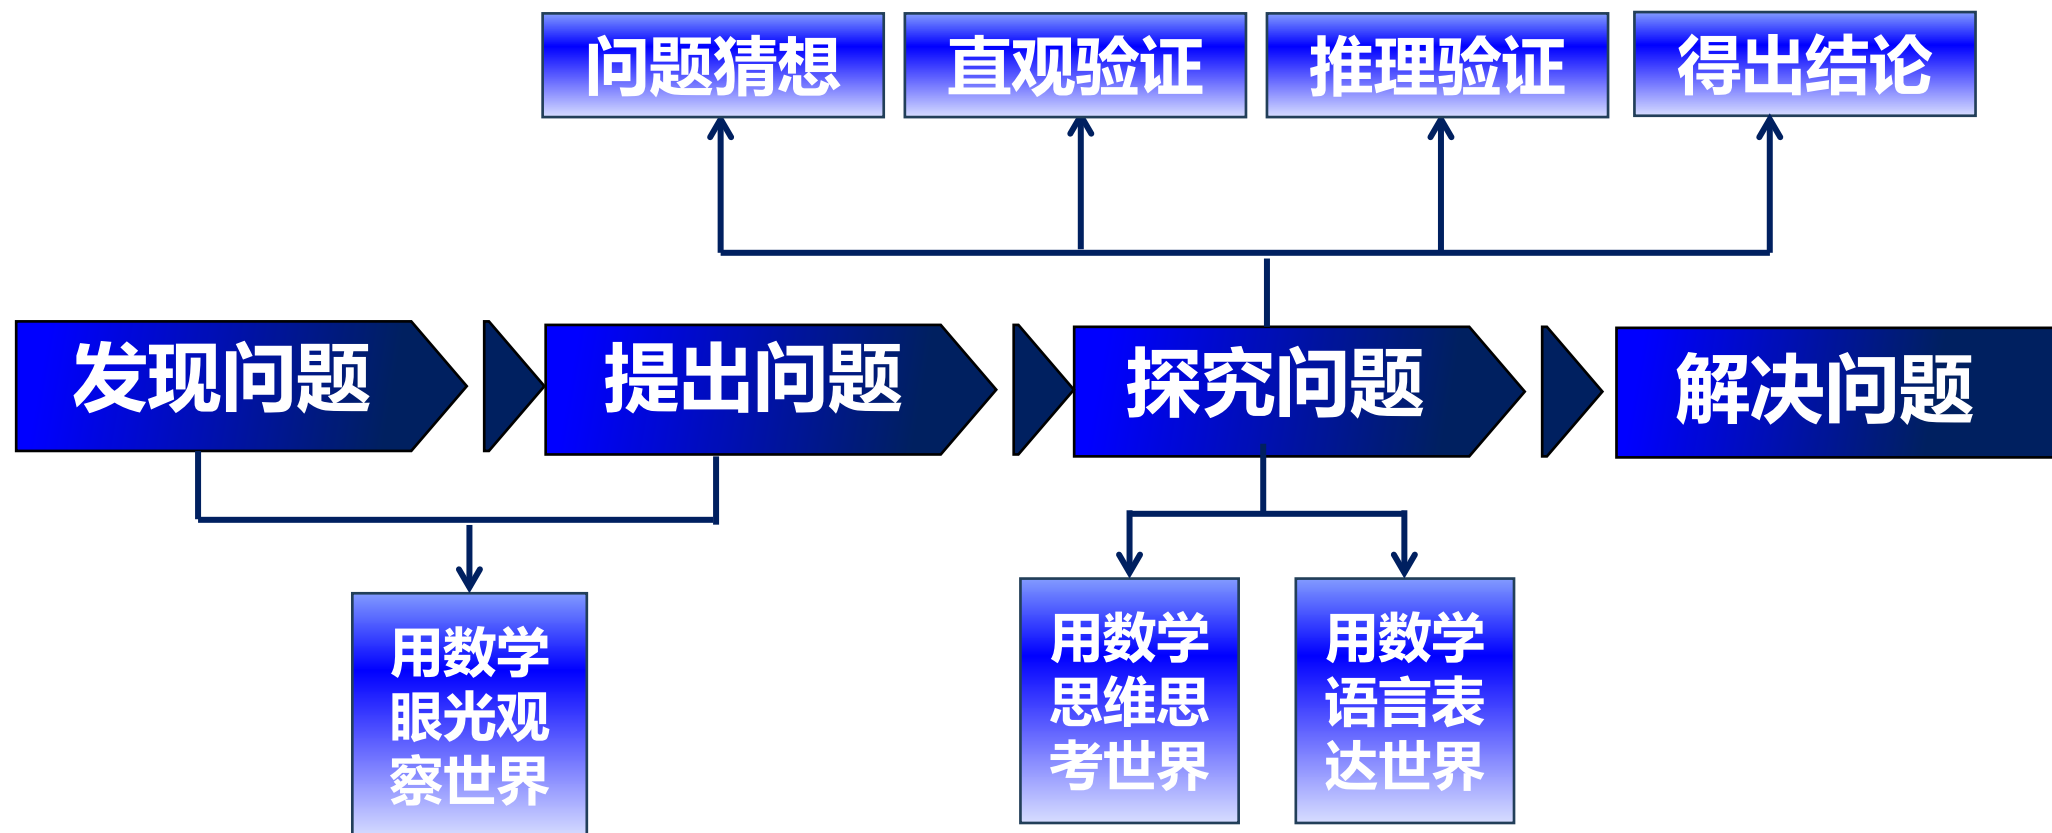 问题猜想
直观验证
推理验证
得出结论
发现问题
提出问题
探究问题
解决问题
用数学
眼光观
察世界
用数学
思维思
考世界
用数学
语言表
达世界